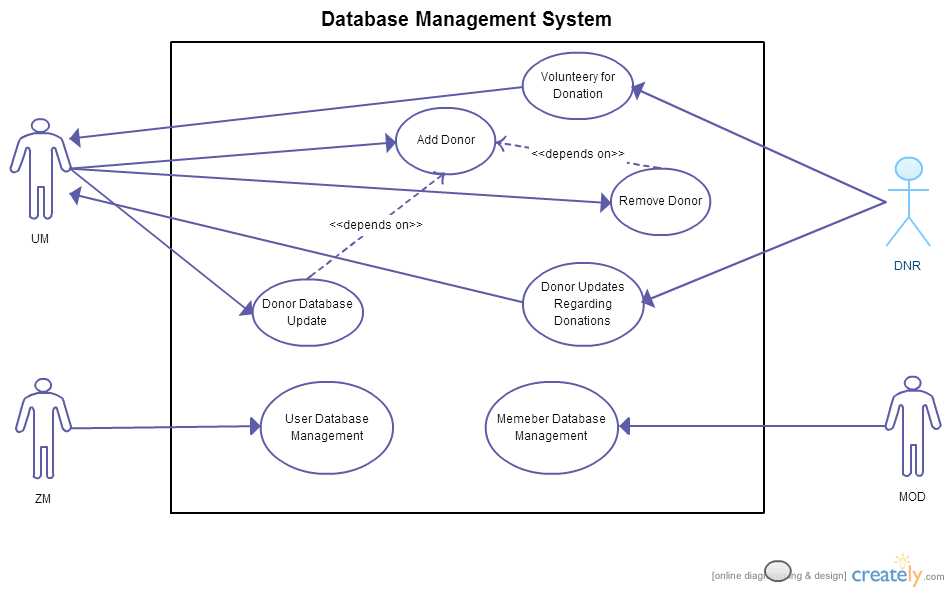 Database Management System
Volunteery for
Donation
Add Donor
<<depends on>>
Remove Donor
<<depends on>>
UM
DNR
Donor Database
Update
Donor Updates
Regarding
Donations
User Database
Management
Memeber Database
Management
ZM
MOD
[online & design]
creately.com